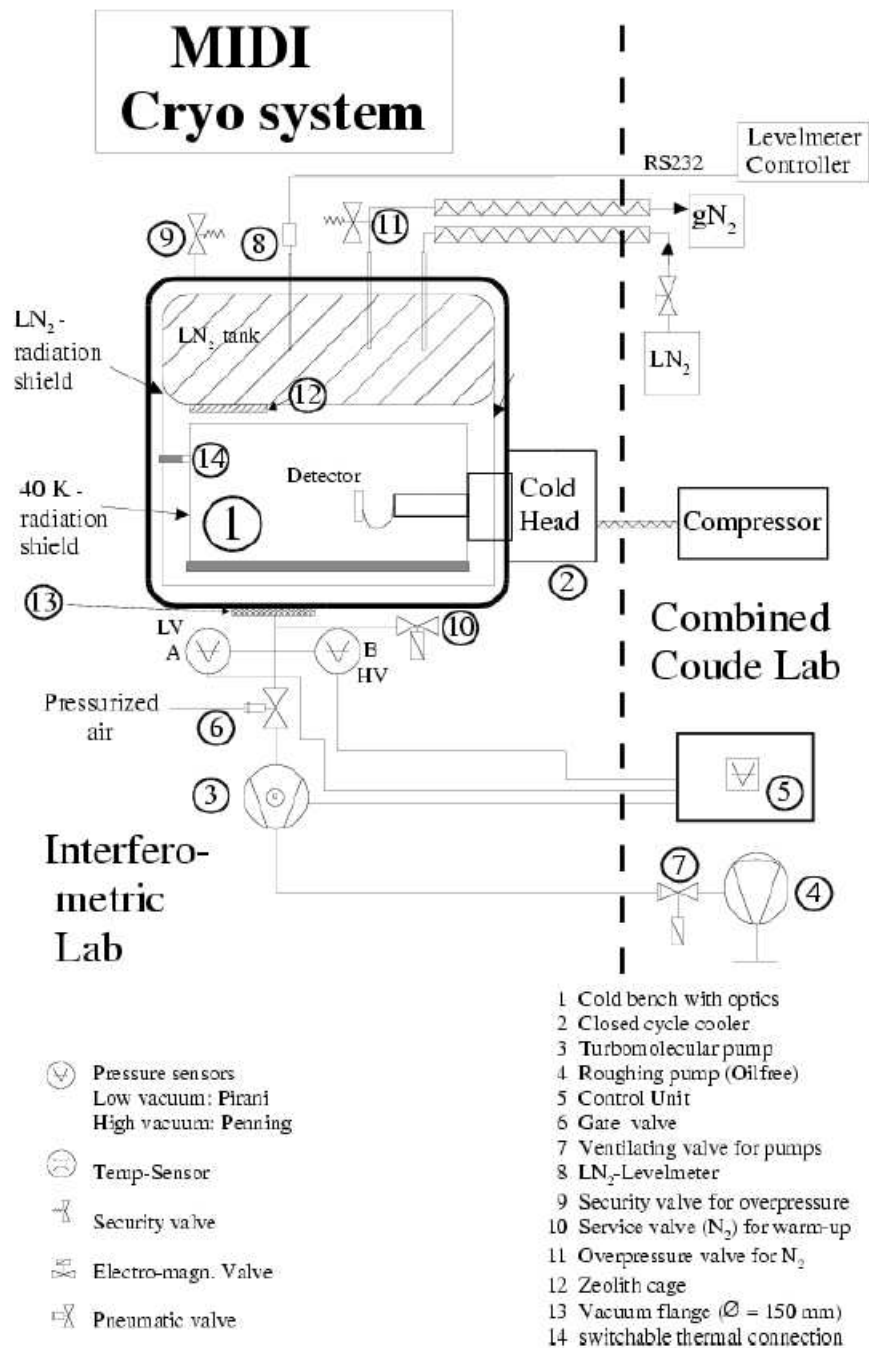 MIDI
Cryo system
Levelmeter
Controller
RS232
gN₂
9
8
11
LN₂ -
radiation
shield
LN₂ tank
LN₂
12
14
Detector
Cold
Head
Compressor
40 K -
radiation
shield
1
2
13
LV
A
B
HV
10
Combined
Coude Lab
Pressurized
air
6
3
5
Interfero-
metric
Lab
7
4
1 Cold bench with optics
2 Closed cycle cooler
3 Turbomolecular pump
4 Roughing pump (Oilfree)
5 Control Unit
6 Gate valve
7 Ventilating valve for pumps
8 LN₂-Levelmeter
9 Security valve for overpressure
10 Service valve (N₂) for warm-up
11 Overpressure valve for N₂
12 Zeolith cage
13 Vacuum flange (Ø = 150 mm)
14 switchable thermal connection
Pressure sensors
Low vacuum: Pirani
High vacuum: Penning
Temp-Sensor
Security valve
Electro-magn. Valve
Pneumatic valve